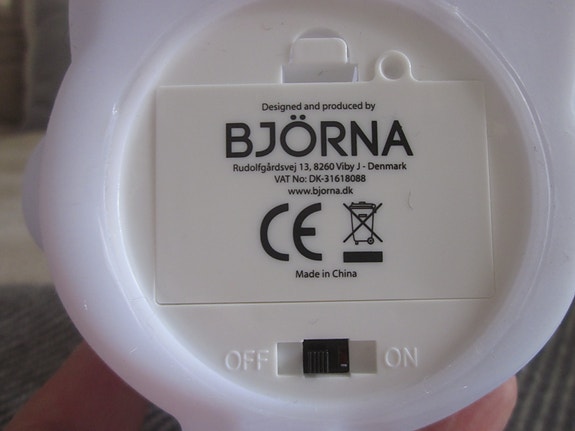 Designed and produced by
BJÖRNA
Rudolfgårdsvej 13, 8260 Viby J - Denmark
VAT No: DK-31618088
www.bjorna.dk
CE
Made in China
OFF ON